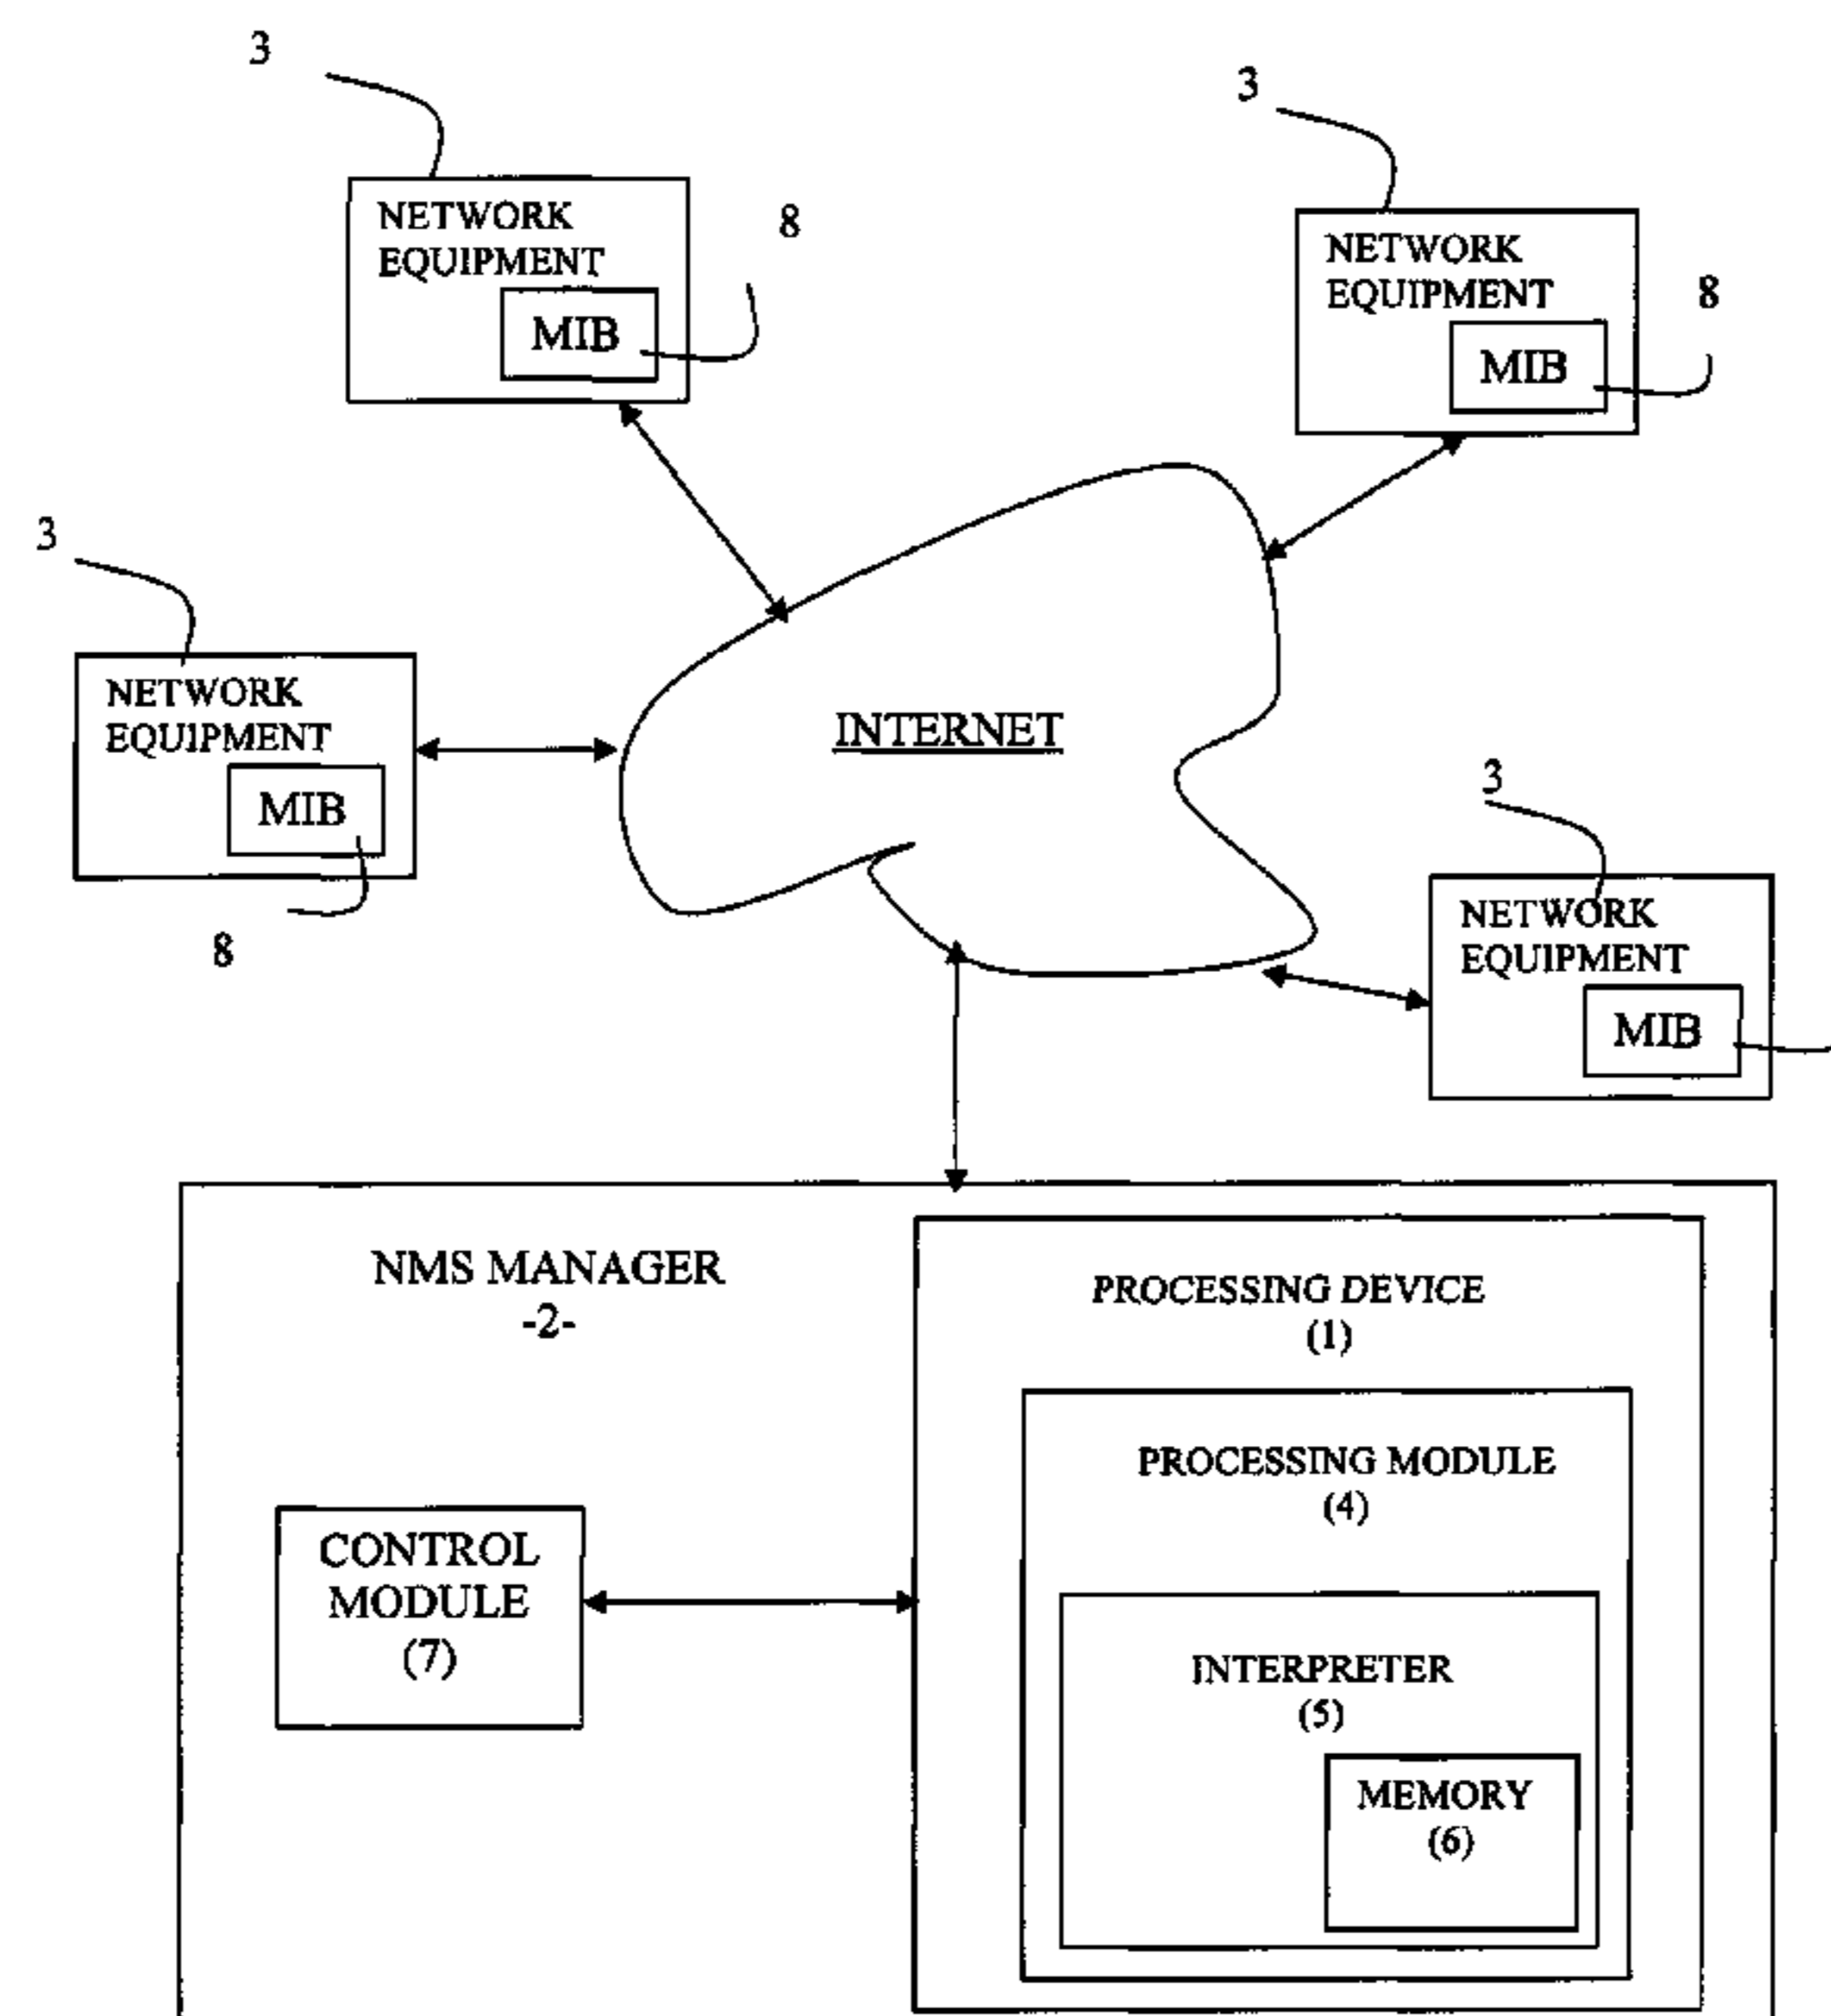 3
3
NETWORK
EQUIPMENT
8
MIB
NETWORK
EQUIPMENT
8
MIB
3
NETWORK
EQUIPMENT
MIB
8
INTERNET
3
NETWORK
EQUIPMENT
MIB
NMS MANAGER
-2-
PROCESSING DEVICE
(1)
PROCESSING MODULE
(4)
CONTROL
MODULE
(7)
INTERPRETER
(5)
MEMORY
(6)